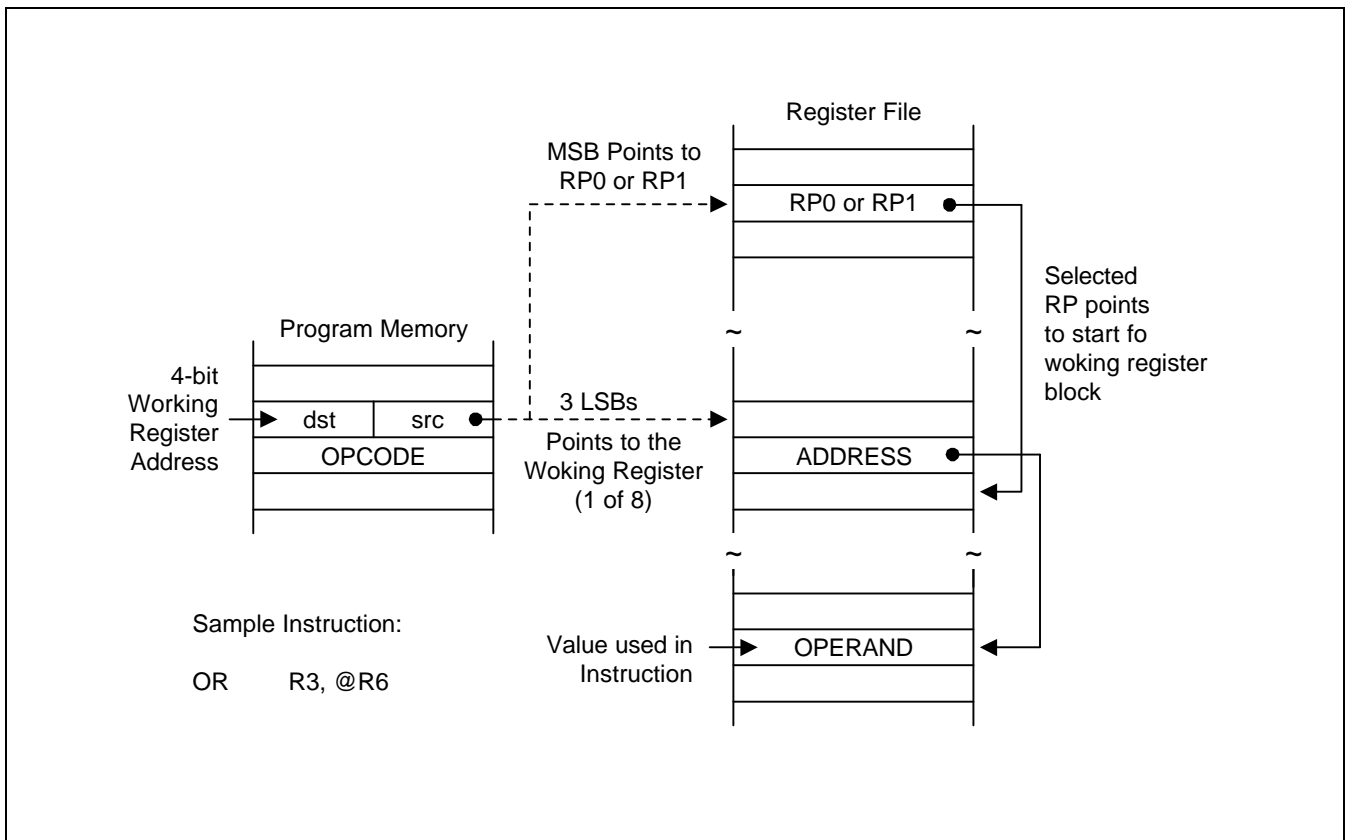 Register File
MSB Points to
RP0 or RP1
RP0 or RP1
Selected
RP points
to start fo
woking register
block
~
~
Program Memory
4-bit
Working
Register
Address
dst
src
OPCODE
3 LSBs
Points to the
Woking Register
(1 of 8)
ADDRESS
~
~
Sample Instruction:
OR R3, @R6
Value used in
Instruction
OPERAND